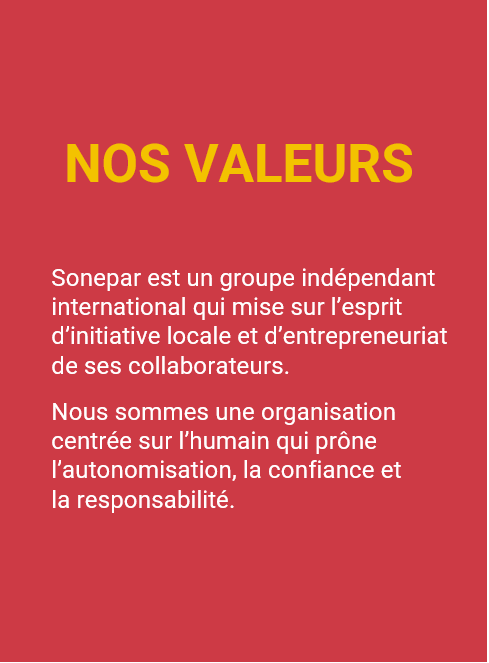 NOS VALEURS
Sonepar est un groupe indépendant
international qui mise sur l’esprit
d’initiative locale et d’entrepreneuriat
de ses collaborateurs.
Nous sommes une organisation
centrée sur l’humain qui prône
l’autonomisation, la confiance et
la responsabilité.